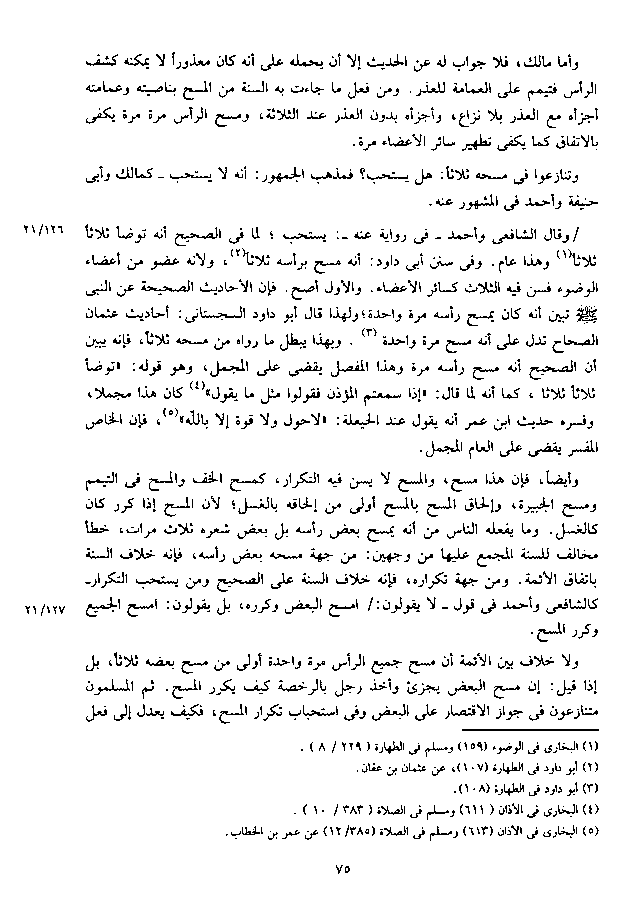 وأما مالك، فلا جواب له عن الحديث إلا أن يحمله على أنه كان معذوراً لا يمكنه كشف
الرأس فتيمم على العمامة للعذر. ومن فعل ما جاءت به السنة من المسح بناصيته وعمامته
أجزأه مع العذر بلا نزاع، وأجزأه بدون العذر عند الثلاثة، ومسح الرأس مرة مرة يكفى
بالاتفاق كما يكفى تطهير سائر الأعضاء مرة.
وتنازعوا فى مسحه ثلاثاً: هل يستحب؟ فمذهب الجمهور: أنه لا يستحب ـ كمالك وأبى
حنيفة وأحمد فى المشهور عنه.
٢١/١٢٦
/ وقال الشافعى وأحمد ـ فى رواية عنه ـ: يستحب ؛ لما فى الصحيح أنه توضأ ثلاثاً
ثلاثاً(١) وهذا عام. وفى سنن أبى داود: أنه مسح برأسه ثلاثاً(٢)، ولأنه عضو من أعضاء
الوضوء فسن فيه الثلاث كسائر الأعضاء. والأول أصح. فإن الأحاديث الصحيحة عن النبى
ﷺ تبين أنه كان يمسح رأسه مرة واحدة؛ ولهذا قال أبو داود السجستانى: أحاديث عثمان
الصحاح تدل على أنه مسح مرة واحدة (٣) . وبهذا يبطل ما رواه من مسحه ثلاثاً، فإنه يبين
أن الصحيح أنه مسح رأسه مرة وهذا المفصل يقضى على المجمل، وهو قوله: «توضأ
ثلاثاً ثلاثا ، كما أنه لما قال: «إذا سمعتم المؤذن فقولوا مثل ما يقول»(٤) كان هذا مجملا،
وفسره حديث ابن عمر أنه يقول عند الحيعلة: «لاحول ولا قوة إلا بالله»(٥)، فإن الخاص
المفسر يقضى على العام المجمل.
وأيضاً، فإن هذا مسح، والمسح لا يسن فيه التكرار، كمسح الخف والمسح فى التيمم
ومسح الجبيرة، وإلحاق المسح بالمسح أولى من إلحاقه بالغسل؛ لأن المسح إذا كرر كان
كالغسل. وما يفعله الناس من أنه يمسح بعض رأسه بل بعض شعره ثلاث مرات، خطأ
مخالف للسنة المجمع عليها من وجهين: من جهة مسحه بعض رأسه، فإنه خلاف السنة
باتفاق الأئمة. ومن جهة تكراره، فإنه خلاف السنة على الصحيح ومن يستحب التكرارـ
كالشافعى وأحمد فى قول ـ لا يقولون:/ امسح البعض وكرره، بل يقولون: امسح الجميع
٢١/١٢٧
وكرر المسح.
ولا خلاف بين الأئمة أن مسح جميع الرأس مرة واحدة أولى من مسح بعضه ثلاثاً، بل
إذا قيل: إن مسح البعض يجزئ وأخذ رجل بالرخصة كيف يكرر المسح. ثم المسلمون
متنازعون فى جواز الاقتصار على البعض وفى استحباب تكرار المسح، فكيف يعدل إلى فعل
(١) البخارى فى الوضوء (١٥٩) ومسلم فى الطهارة ( ٢٢٩ / ٨ ) .
(٢) أبو داود فى الطهارة (١٠٧)، عن عثمان بن عفان.
(٣) أبو داود فى الطهارة (١٠٨).
(٤) البخارى فى الأذان (٦١١) ومسلم فى الصلاة ( ٣٨٣ / ١٠ ) .
(٥) البخارى فى الأذان (٦١٣) ومسلم فى الصلاة (٣٨٥/ ١٢) عن عمر بن الخطاب.
٧٥